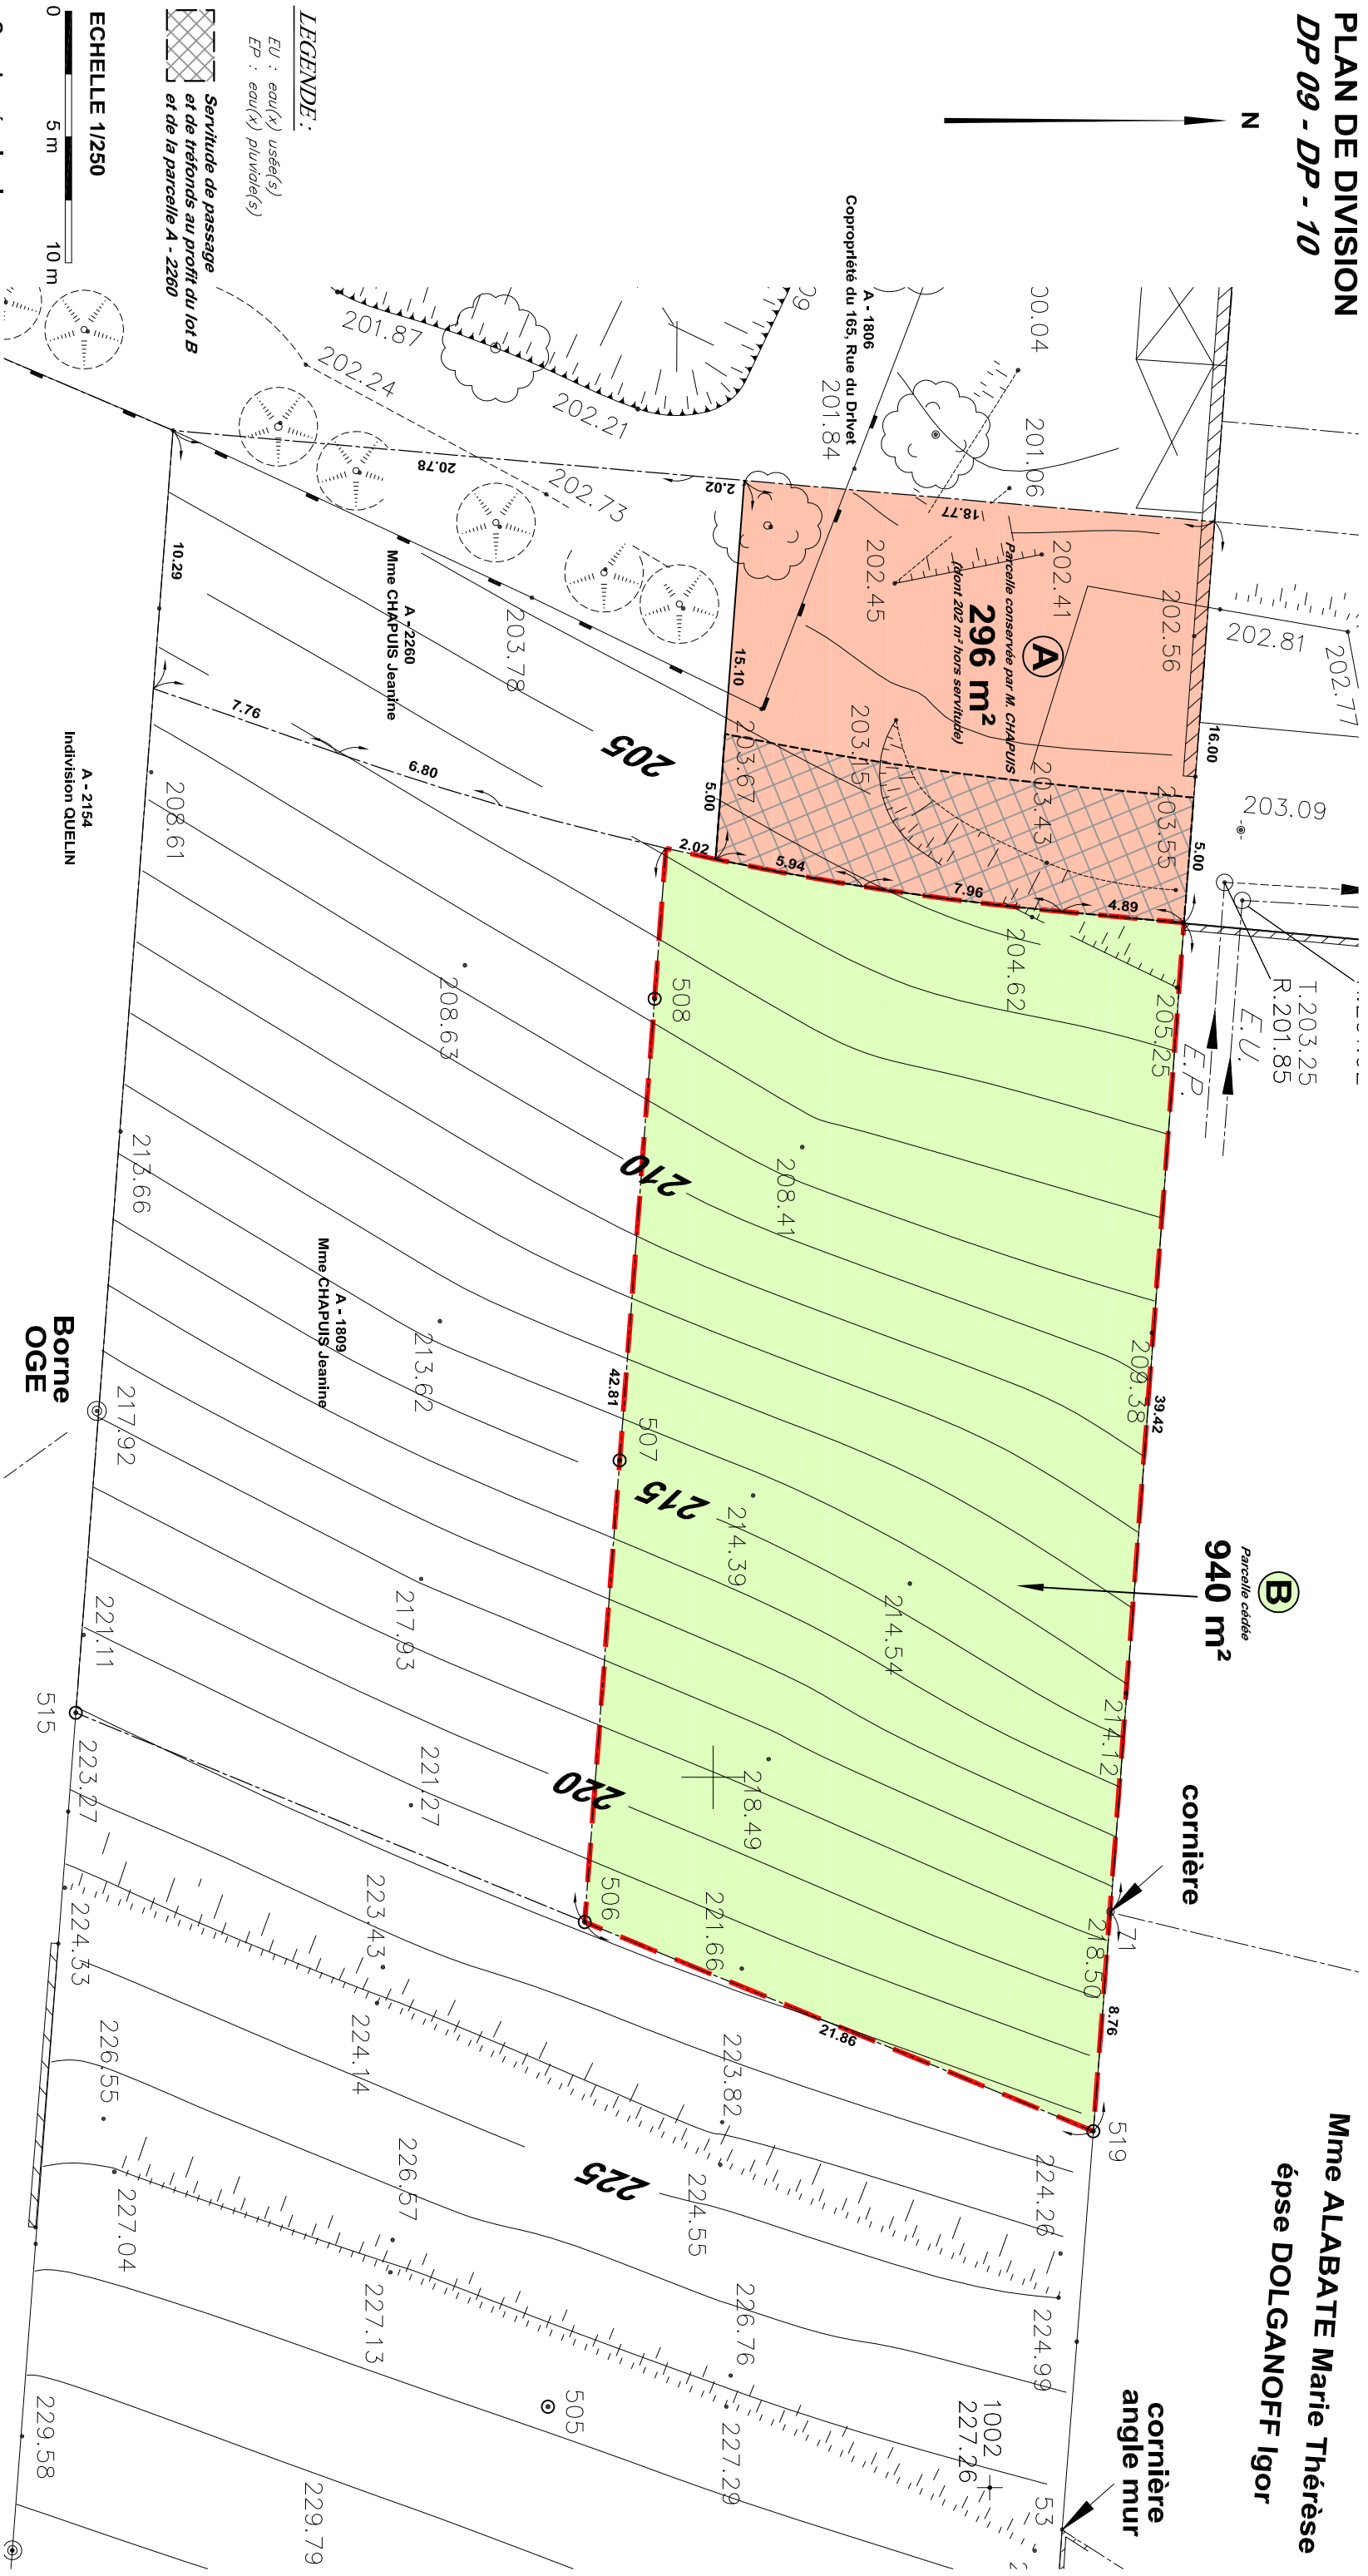 PLAN DE DIVISION
DP 09 - DP - 10
N
LEGENDE :
EU : eau(x) usée(s)
EP : eau(x) pluviale(s)
Servitude de passage
et de tréfonds au profit du lot B
et de la parcelle A - 2260
ECHELLE 1/250
0
5 m
10 m
A - 1806
Copropriété du 165, Rue du Drivet
201.87
202.24
202.21
201.84
201.06
202.73
20.78
2.02
18.77
202.41
202.45
202.56
202.81
202.77
A
Parcelle conservée par M. CHAPUIS
296 m²
(dont 202 m² hors servitude)
15.10
16.00
203.67
203.15
203.43
203.55
203.09
5.00
5.00
10.29
A - 2260
Mme CHAPUIS Jeanine
203.78
205
7.76
6.80
2.02
5.94
7.96
4.89
A - 2154
Indivision QUELIN
208.61
208.63
508
204.62
205.25
T.203.25
R.201.85
E.U.
E.P.
213.66
210
208.41
209.38
39.42
A - 1809
Mme CHAPUIS Jeanine
213.62
42.81
507
215
214.39
214.54
B
Parcelle cédée
940 m²
Borne
OGE
217.92
217.93
214.12
221.11
515
223.27
221.27
220
218.49
cornière
71
218.50
8.76
506
221.66
21.86
519
223.43
224.33
224.14
223.82
226.55
226.57
225
224.55
224.26
227.04
227.13
226.76
224.99
Mme ALABATE Marie Thérèse
épse DOLGANOFF Igor
505
1002
227.26
227.29
53
cornière
angle mur
229.58
229.79